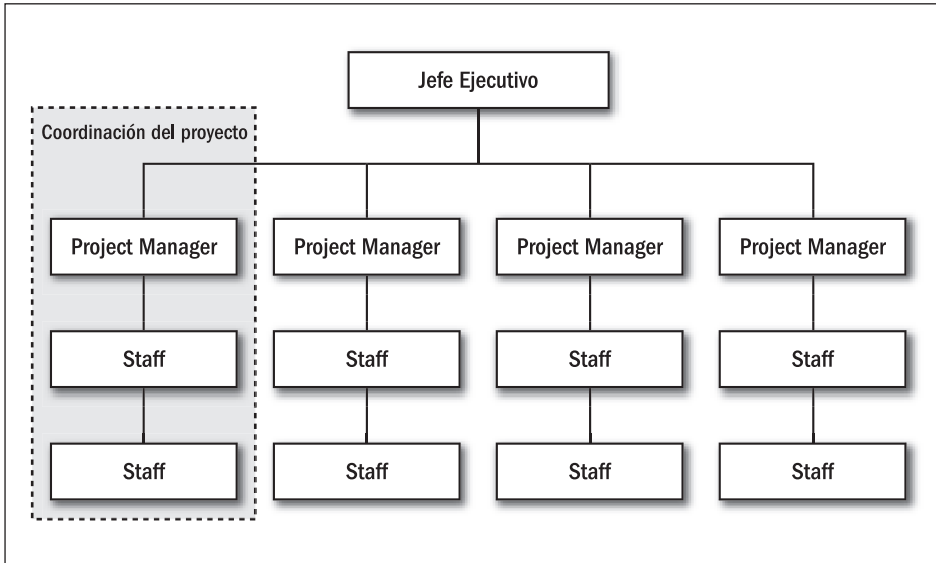 Jefe Ejecutivo
Coordinación del proyecto
Project Manager
Project Manager
Project Manager
Project Manager
Staff
Staff
Staff
Staff
Staff
Staff
Staff
Staff